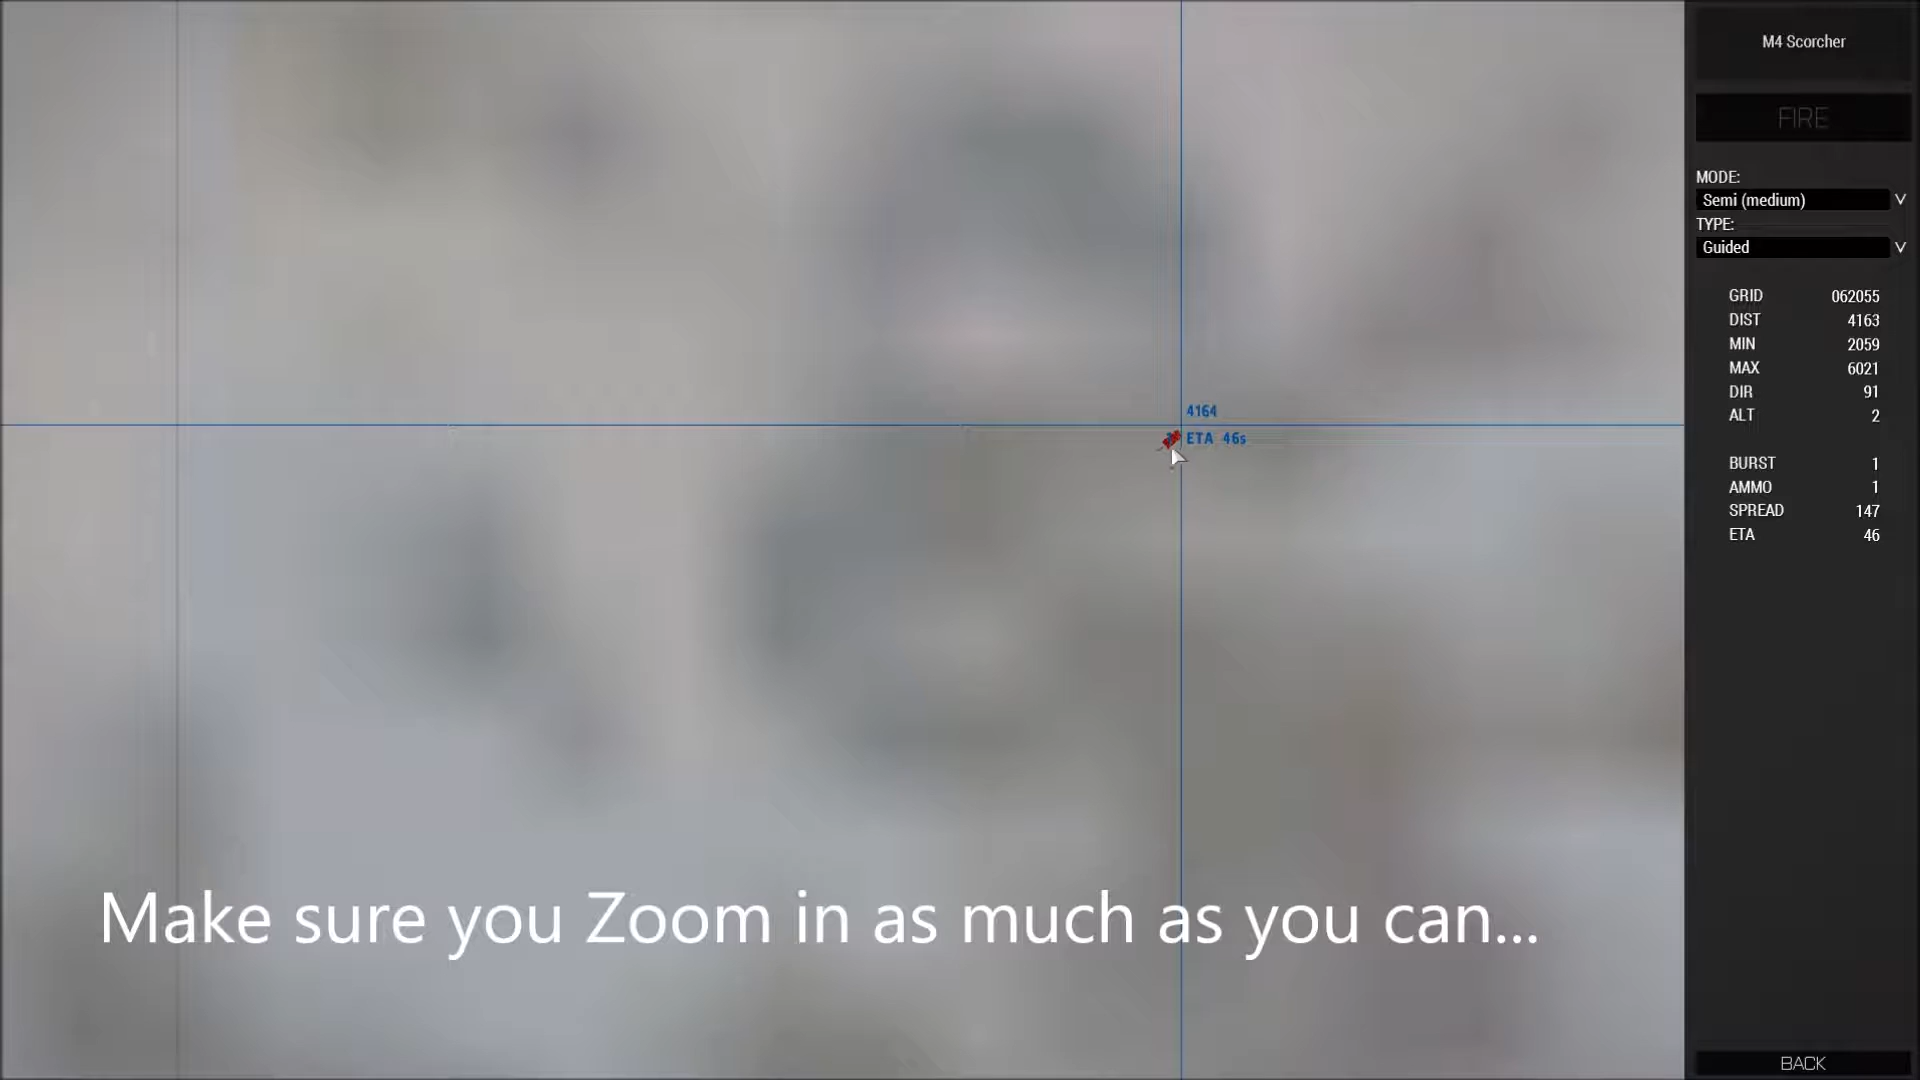 M4 Scorcher
FIRE
MODE:
Semi (medium) V
TYPE:
Guided V
GRID 062055
DIST 4163
MIN 2059
MAX 6021
DIR 91
ALT 2
BURST 1
AMMO 1
SPREAD 147
ETA 46
4164
ETA 46s
Make sure you Zoom in as much as you can...
BACK